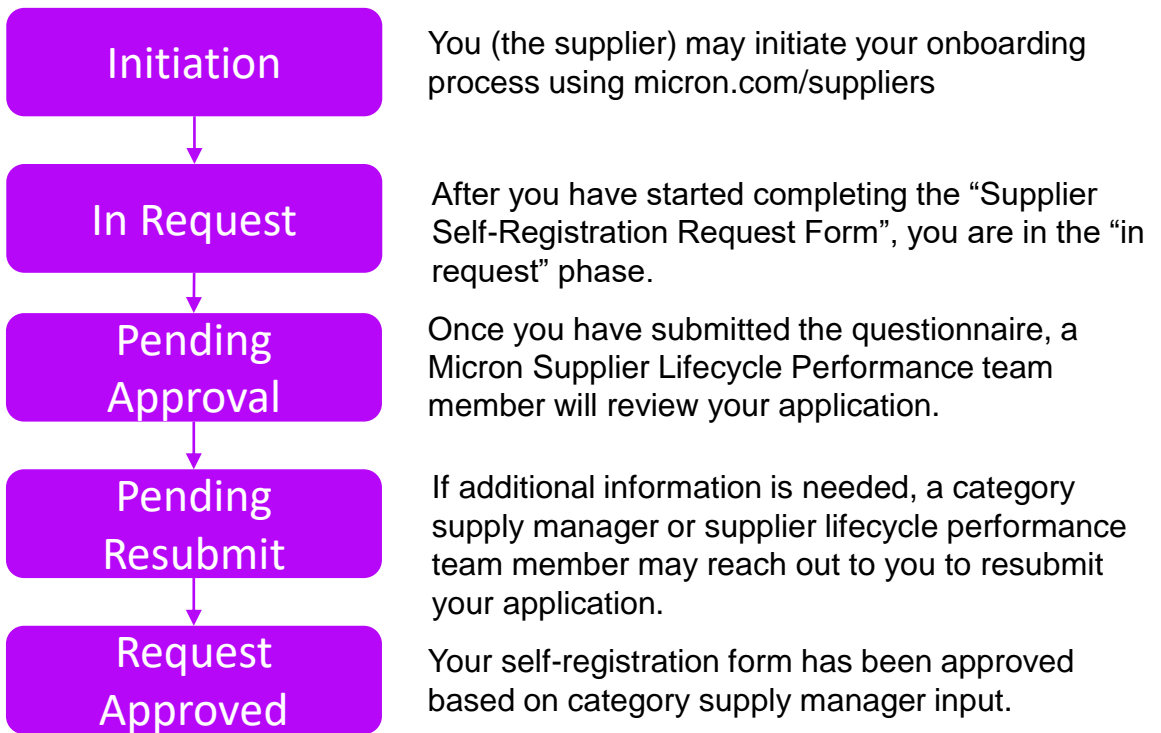 Initiation
You (the supplier) may initiate your onboarding
process using micron.com/suppliers
In Request
After you have started completing the “Supplier
Self-Registration Request Form”, you are in the “in
request” phase.
Pending
Approval
Once you have submitted the questionnaire, a
Micron Supplier Lifecycle Performance team
member will review your application.
Pending
Resubmit
If additional information is needed, a category
supply manager or supplier lifecycle performance
team member may reach out to you to resubmit
your application.
Request
Approved
Your self-registration form has been approved
based on category supply manager input.